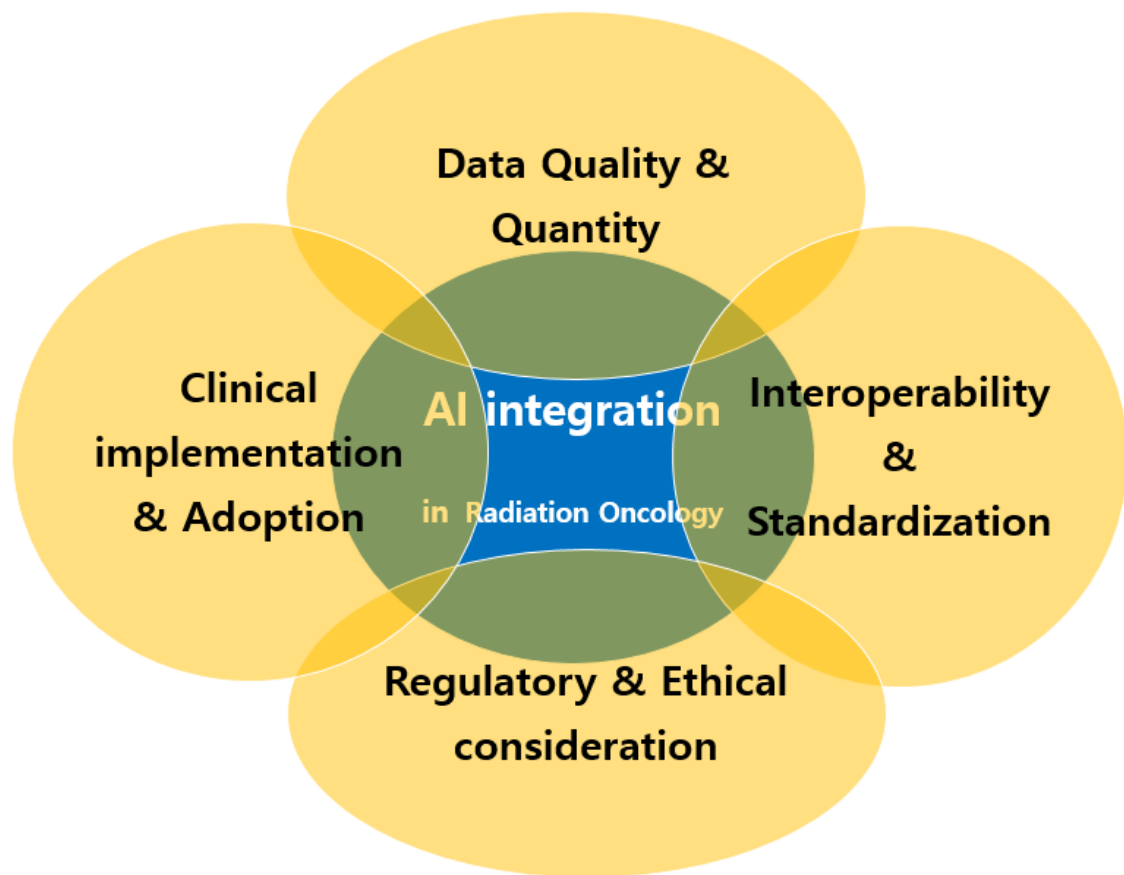 Data Quality &
Quantity
Clinical
implementation
& Adoption
AI integration
in Radiation Oncology
Interoperability
&
Standardization
Regulatory & Ethical
consideration